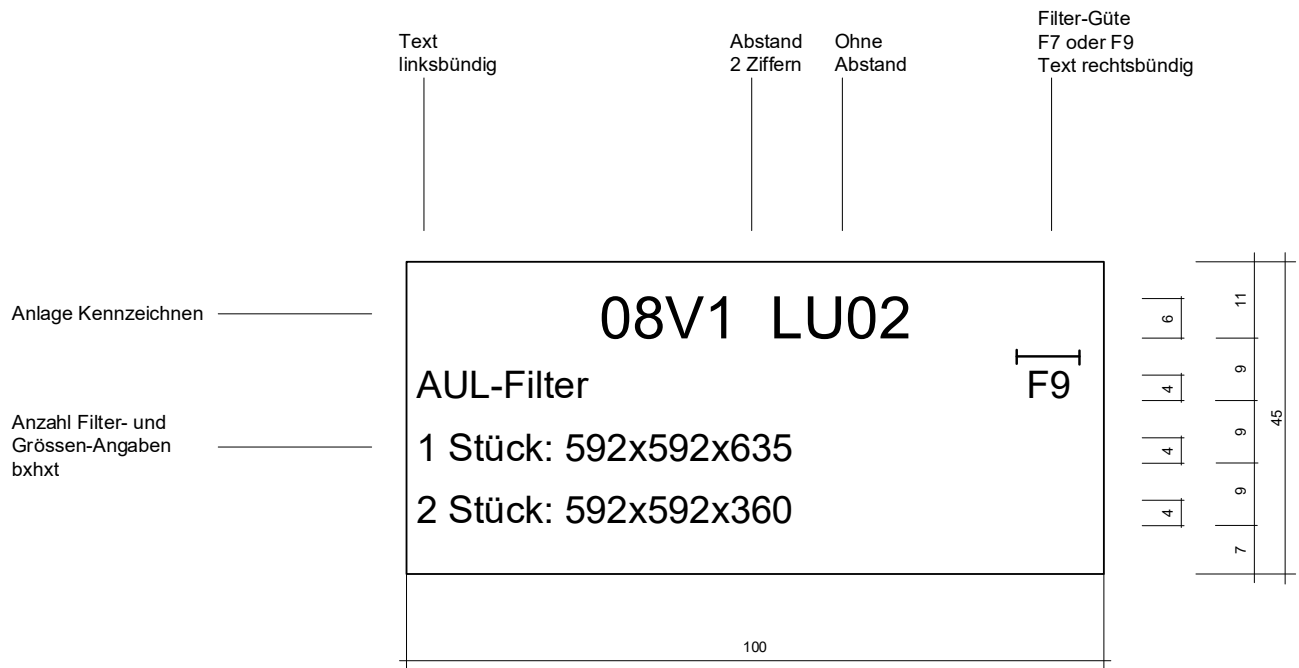 Text
linksbündig
Abstand
2 Ziffern
Ohne
Abstand
Filter-Güte
F7 oder F9
Text rechtsbündig
Anlage Kennzeichnen
08V1 LU02
AUL-Filter F9
Anzahl Filter- und
Grössen-Angaben
bxhxt
1 Stück: 592x592x635
2 Stück: 592x592x360
6
4
4
4
11
9
9
9
7
45
100